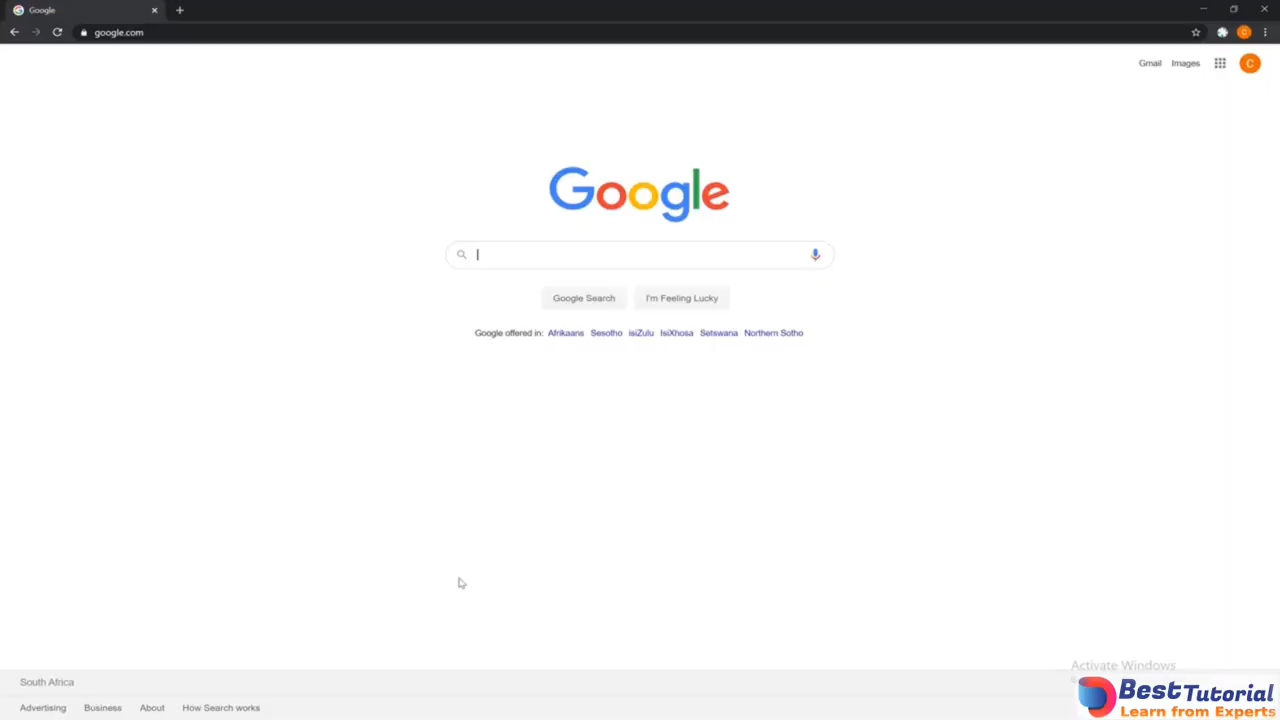 Google
google.com
Gmail Images C
Google
Google Search I'm Feeling Lucky
Google offered in: Afrikaans Sesotho isiZulu IsiXhosa Setswana Northern Sotho
Activate Windows
South Africa
BestTutorial
Learn from Experts
Advertising Business About How Search works